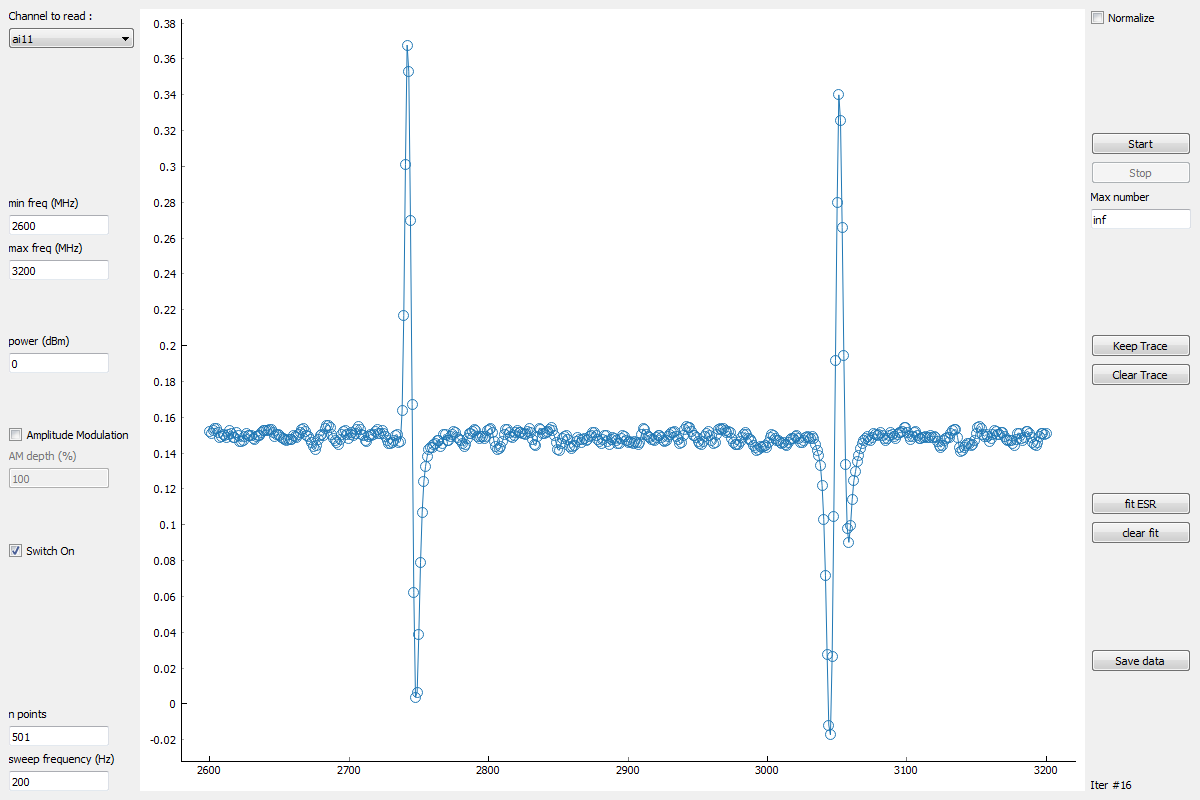 Channel to read :
ai11
min freq (MHz)
2600
max freq (MHz)
3200
power (dBm)
0
Amplitude Modulation
AM depth (%)
100
Switch On
n points
501
sweep frequency (Hz)
200
0.38
0.36
0.34
0.32
0.3
0.28
0.26
0.24
0.22
0.2
0.18
0.16
0.14
0.12
0.1
0.08
0.06
0.04
0.02
0
-0.02
2600 2700 2800 2900 3000 3100 3200
Normalize
Start
Stop
Max number
inf
Keep Trace
Clear Trace
fit ESR
clear fit
Save data
Iter #16